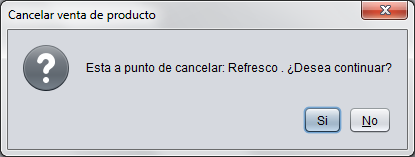 Cancelar venta de producto
Esta a punto de cancelar: Refresco . ¿Desea continuar?
Si
No